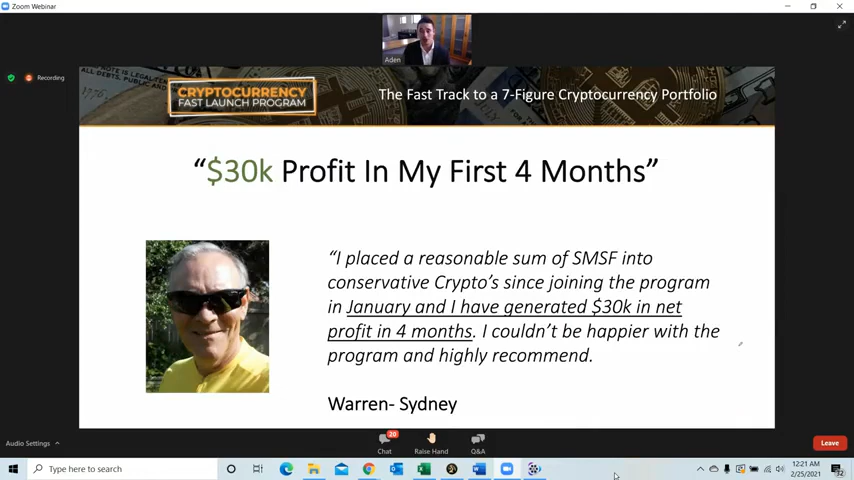 Zoom Webinar
Aden
Recording
CRYPTOCURRENCY
FAST LAUNCH PROGRAM
The Fast Track to a 7-Figure Cryptocurrency Portfolio
“$30k Profit In My First 4 Months”
“I placed a reasonable sum of SMSF into
conservative Crypto’s since joining the program
in January and I have generated $30k in net
profit in 4 months. I couldn’t be happier with the
program and highly recommend.
Warren- Sydney
Audio Settings
20
Chat
Raise Hand
Q&A
Leave
Type here to search
12:21 AM
2/25/2021
32